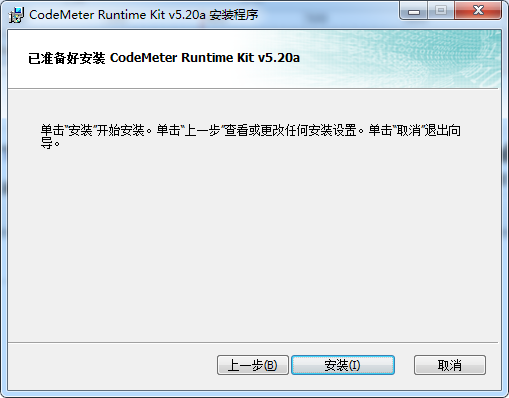 CodeMeter Runtime Kit v5.20a 安装程序
已准备好安装 CodeMeter Runtime Kit v5.20a
单击“安装”开始安装。单击“上一步”查看或更改任何安装设置。单击“取消”退出向
导。
上一步(B) 安装(I) 取消